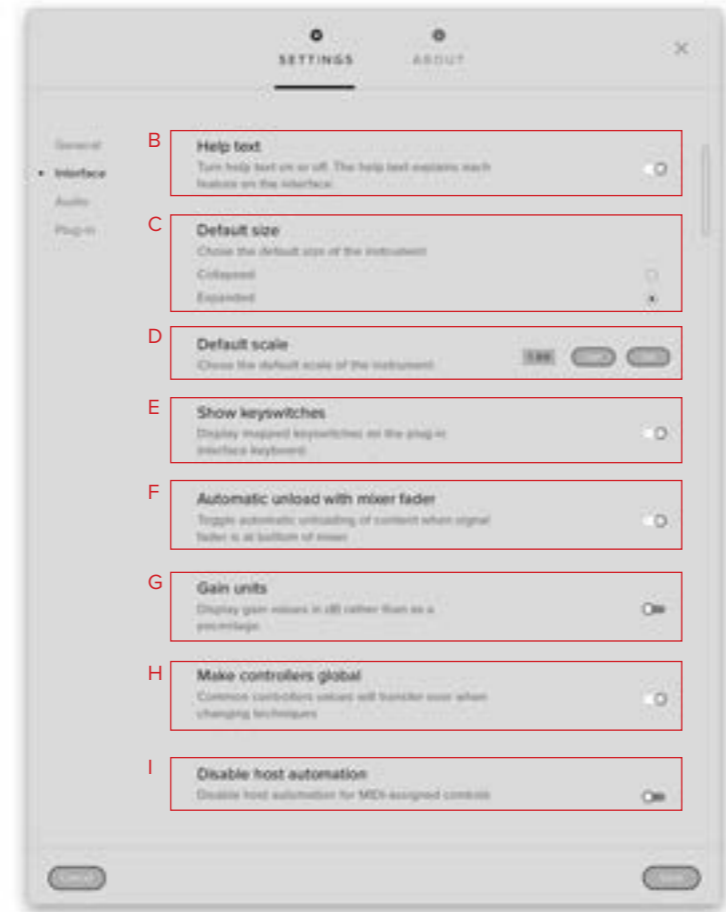 SETTINGS ABOUT
General
Interface
Audio
Plug-in
B
Help text
Turn help text on or off. The help text explains each
feature on the interface.
C
Default size
Chose the default size of the instrument
Collapsed
Expanded
D
Default scale
Chose the default scale of the instrument
E
Show keyswitches
Display mapped keyswitches on the plug-in
interface keyboard
F
Automatic unload with mixer fader
Toggle automatic unloading of content when signal
fader is at bottom of mixer
G
Gain units
Display gain values in dB rather than as a
percentage
H
Make controllers global
Common controllers values will transfer over when
changing techniques
I
Disable host automation
Disable host automation for MIDI-assigned controls
Cancel